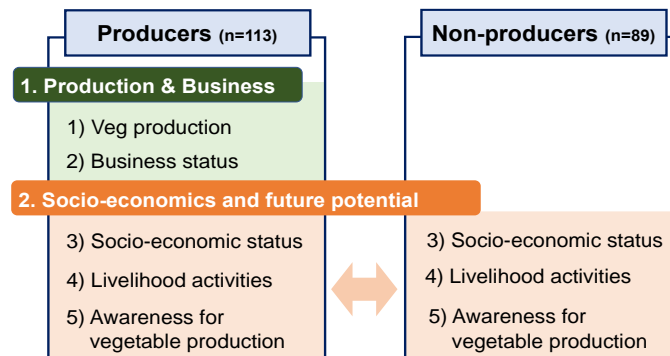 Producers (n=113)
Non-producers (n=89)
1. Production & Business
1) Veg production
2) Business status
2. Socio-economics and future potential
3) Socio-economic status
4) Livelihood activities
5) Awareness for
vegetable production
3) Socio-economic status
4) Livelihood activities
5) Awareness for
vegetable production